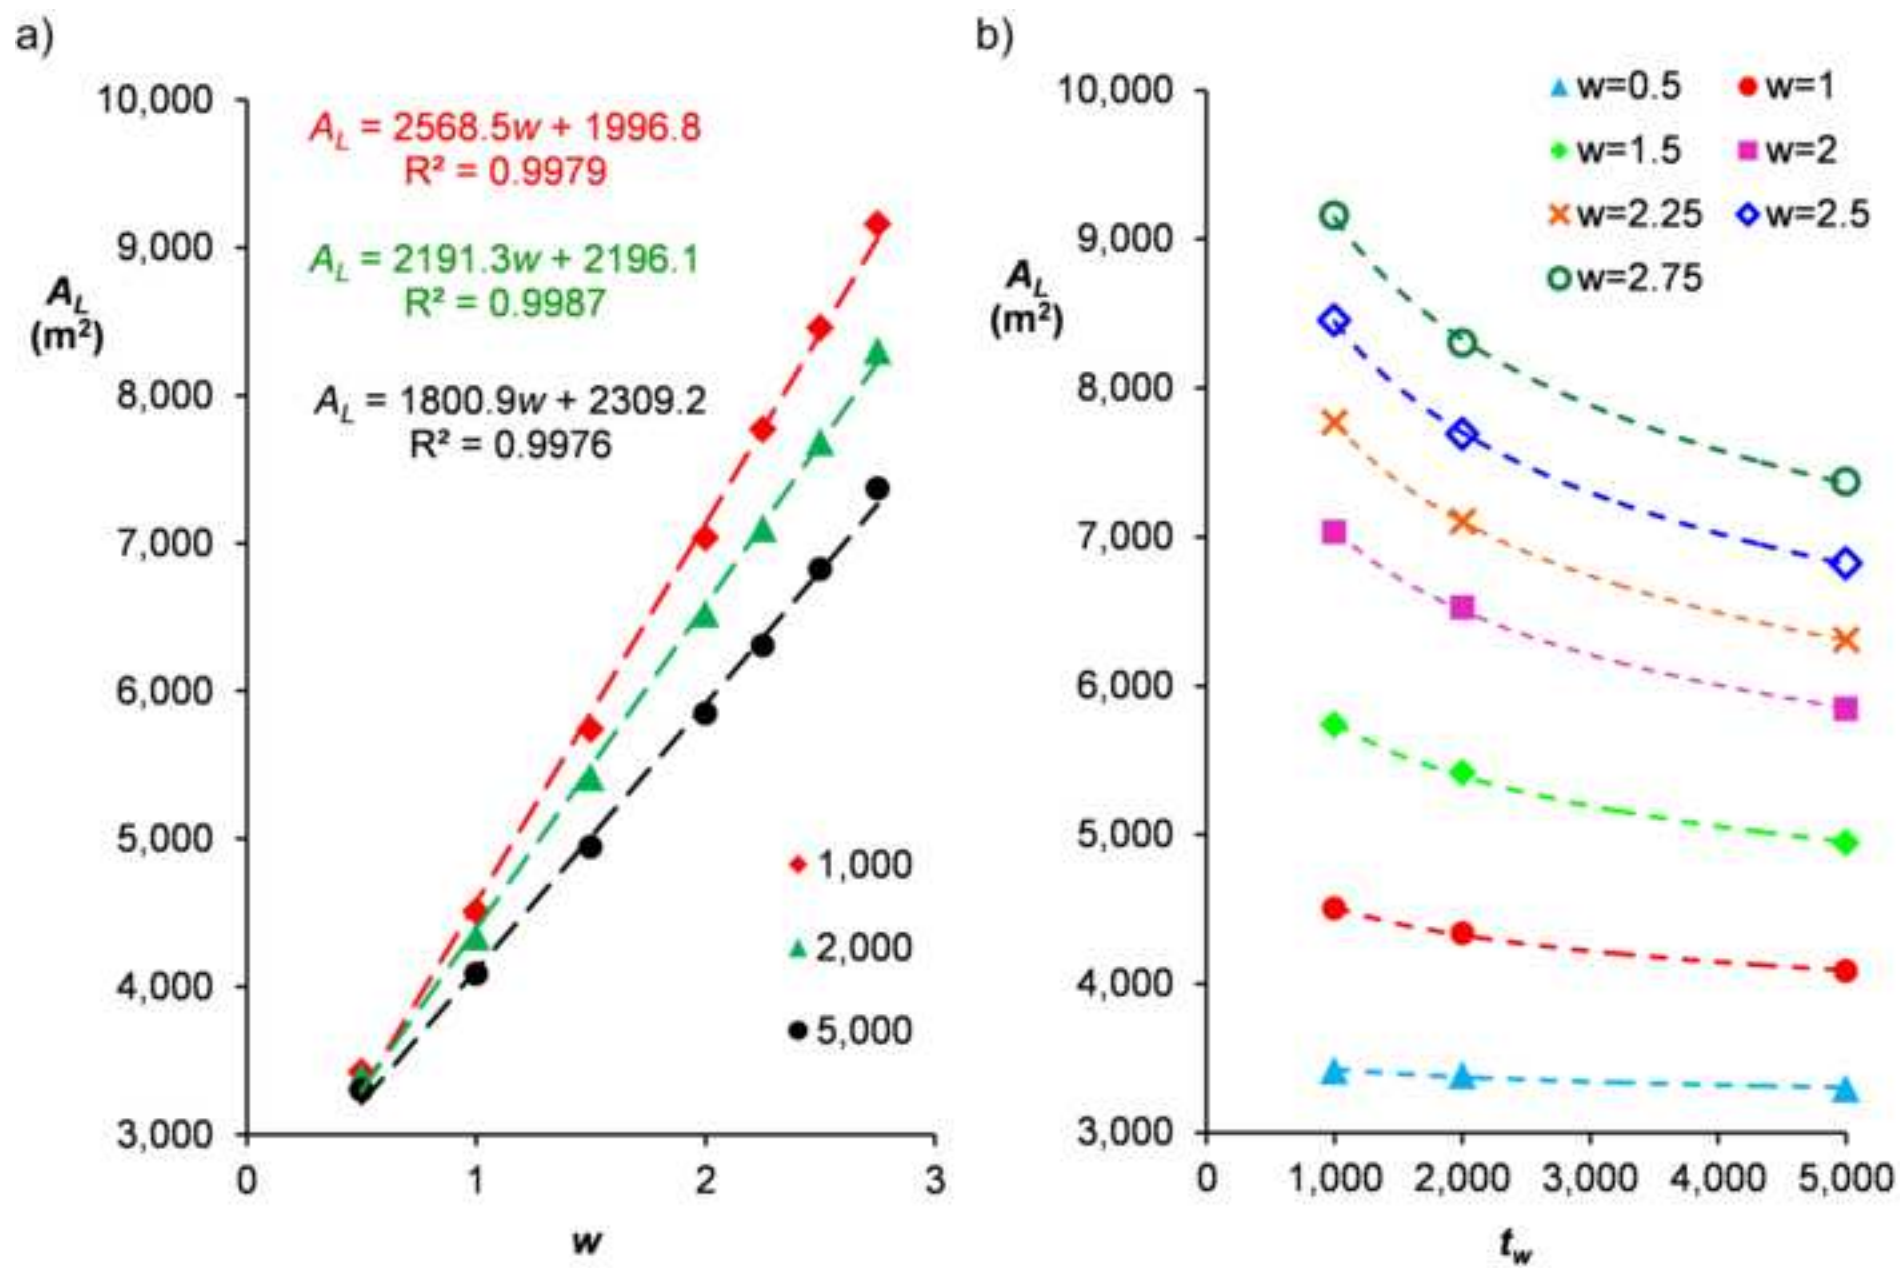 a)
10,000
9,000
8,000
7,000
6,000
5,000
4,000
3,000
A_L
(m²)
A_L = 2568.5w + 1996.8
R² = 0.9979
A_L = 2191.3w + 2196.1
R² = 0.9987
A_L = 1800.9w + 2309.2
R² = 0.9976
1,000
2,000
5,000
0 1 2 3
w
b)
10,000
9,000
8,000
7,000
6,000
5,000
4,000
3,000
A_L
(m²)
w=0.5 w=1
w=1.5 w=2
w=2.25 w=2.5
w=2.75
0 1,000 2,000 3,000 4,000 5,000
t_w